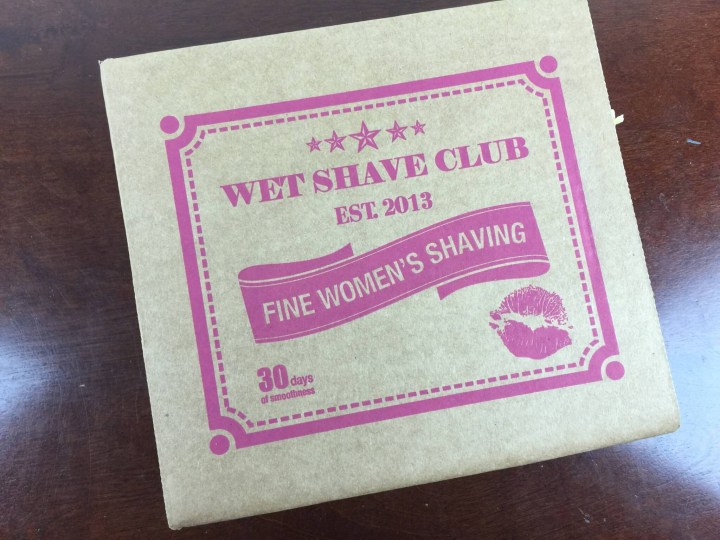 WET SHAVE CLUB
EST. 2013
FINE WOMEN'S SHAVING
30 days
of smoothness